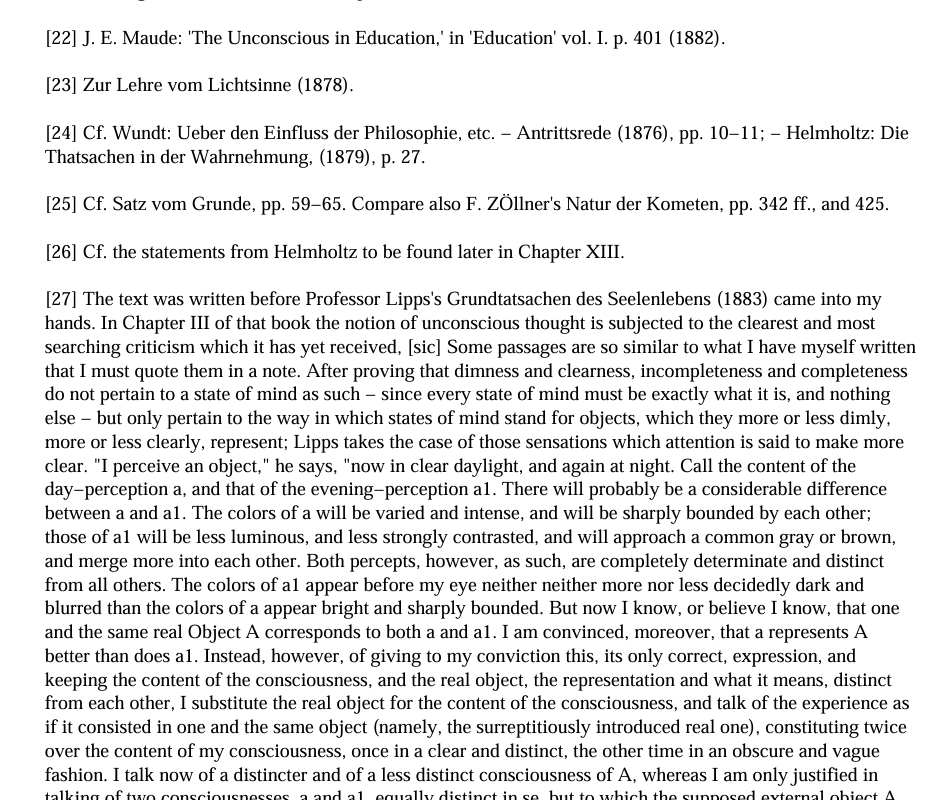 [22] J. E. Maude: 'The Unconscious in Education,' in 'Education' vol. I. p. 401 (1882).
[23] Zur Lehre vom Lichtsinne (1878).
[24] Cf. Wundt: Ueber den Einfluss der Philosophie, etc. – Antrittsrede (1876), pp. 10–11; – Helmholtz: Die
Thatsachen in der Wahrnehmung, (1879), p. 27.
[25] Cf. Satz vom Grunde, pp. 59–65. Compare also F. ZÖllner's Natur der Kometen, pp. 342 ff., and 425.
[26] Cf. the statements from Helmholtz to be found later in Chapter XIII.
[27] The text was written before Professor Lipps's Grundtatsachen des Seelenlebens (1883) came into my
hands. In Chapter III of that book the notion of unconscious thought is subjected to the clearest and most
searching criticism which it has yet received, [sic] Some passages are so similar to what I have myself written
that I must quote them in a note. After proving that dimness and clearness, incompleteness and completeness
do not pertain to a state of mind as such – since every state of mind must be exactly what it is, and nothing
else – but only pertain to the way in which states of mind stand for objects, which they more or less dimly,
more or less clearly, represent; Lipps takes the case of those sensations which attention is said to make more
clear. "I perceive an object," he says, "now in clear daylight, and again at night. Call the content of the
day–perception a, and that of the evening–perception a1. There will probably be a considerable difference
between a and a1. The colors of a will be varied and intense, and will be sharply bounded by each other;
those of a1 will be less luminous, and less strongly contrasted, and will approach a common gray or brown,
and merge more into each other. Both percepts, however, as such, are completely determinate and distinct
from all others. The colors of a1 appear before my eye neither neither more nor less decidedly dark and
blurred than the colors of a appear bright and sharply bounded. But now I know, or believe I know, that one
and the same real Object A corresponds to both a and a1. I am convinced, moreover, that a represents A
better than does a1. Instead, however, of giving to my conviction this, its only correct, expression, and
keeping the content of the consciousness, and the real object, the representation and what it means, distinct
from each other, I substitute the real object for the content of the consciousness, and talk of the experience as
if it consisted in one and the same object (namely, the surreptitiously introduced real one), constituting twice
over the content of my consciousness, once in a clear and distinct, the other time in an obscure and vague
fashion. I talk now of a distincter and of a less distinct consciousness of A, whereas I am only justified in
talking of two consciousnesses, a and a1, equally distinct in se, but to which the supposed external object A